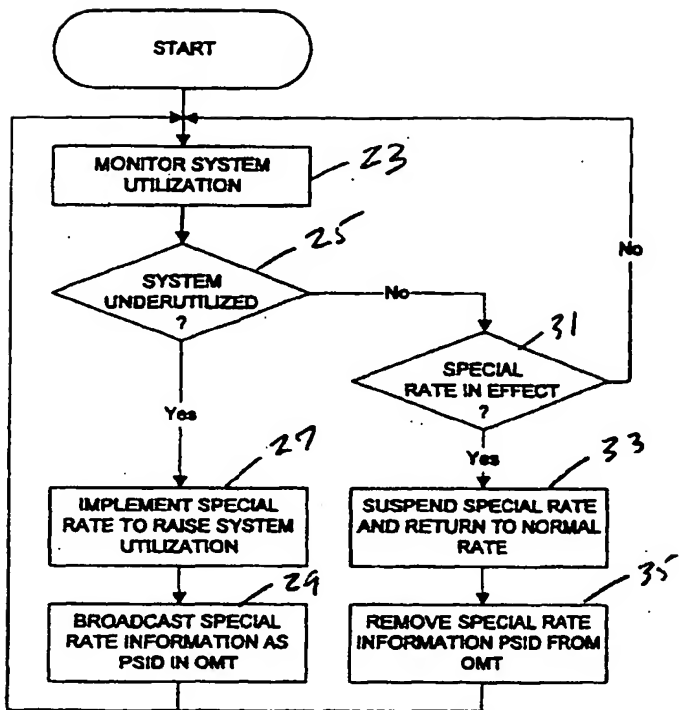 START
MONITOR SYSTEM
UTILIZATION
23
25
SYSTEM
UNDERUTILIZED
?
No
No
31
SPECIAL
RATE IN EFFECT
?
Yes
Yes
27
33
IMPLEMENT SPECIAL
RATE TO RAISE SYSTEM
UTILIZATION
SUSPEND SPECIAL RATE
AND RETURN TO NORMAL
RATE
29
35
BROADCAST SPECIAL
RATE INFORMATION AS
PSID IN OMT
REMOVE SPECIAL RATE
INFORMATION PSID FROM
OMT